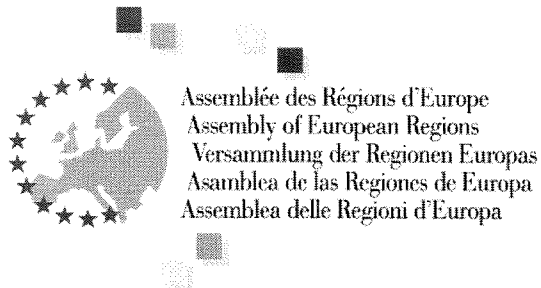 Assemblée des Régions d'Europe
Assembly of European Regions
Versammlung der Regionen Europas
Asamblea de las Regiones de Europa
Assemblea delle Regioni d'Europa